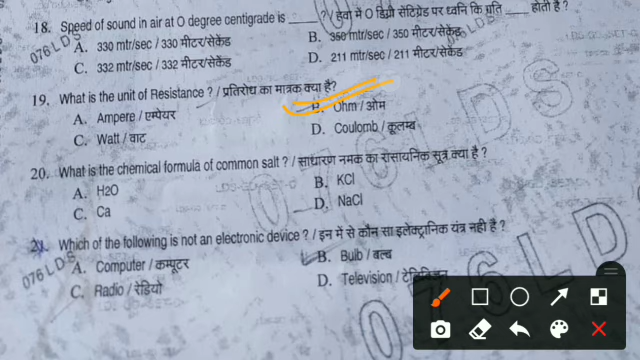 18. Speed of sound in air at O degree centigrade is ____ ? / हवा में O डिग्री सेंटिग्रेड पर ध्वनि कि गति ____ होती है ?
A. 330 mtr/sec / 330 मीटर/सेकेंड
B. 350 mtr/sec / 350 मीटर/सेकेंड
C. 332 mtr/sec / 332 मीटर/सेकेंड
D. 211 mtr/sec / 211 मीटर/सेकेंड
076LDS
19. What is the unit of Resistance ? / प्रतिरोध का मात्रक क्या है?
A. Ampere / एम्पेयर
B. Ohm / ओम
C. Watt / वाट
D. Coulomb / कूलम्ब
20. What is the chemical formula of common salt ? / साधारण नमक का रासायनिक सूत्र क्या है ?
A. H2O
B. KCl
C. Ca
D. NaCl
21. Which of the following is not an electronic device ? / इन में से कौन सा इलेक्ट्रानिक यंत्र नही है ?
A. Computer / कम्पूटर
B. Bulb / बल्ब
C. Radio / रेडियो
D. Television /
076LDS
076LDS
076LD